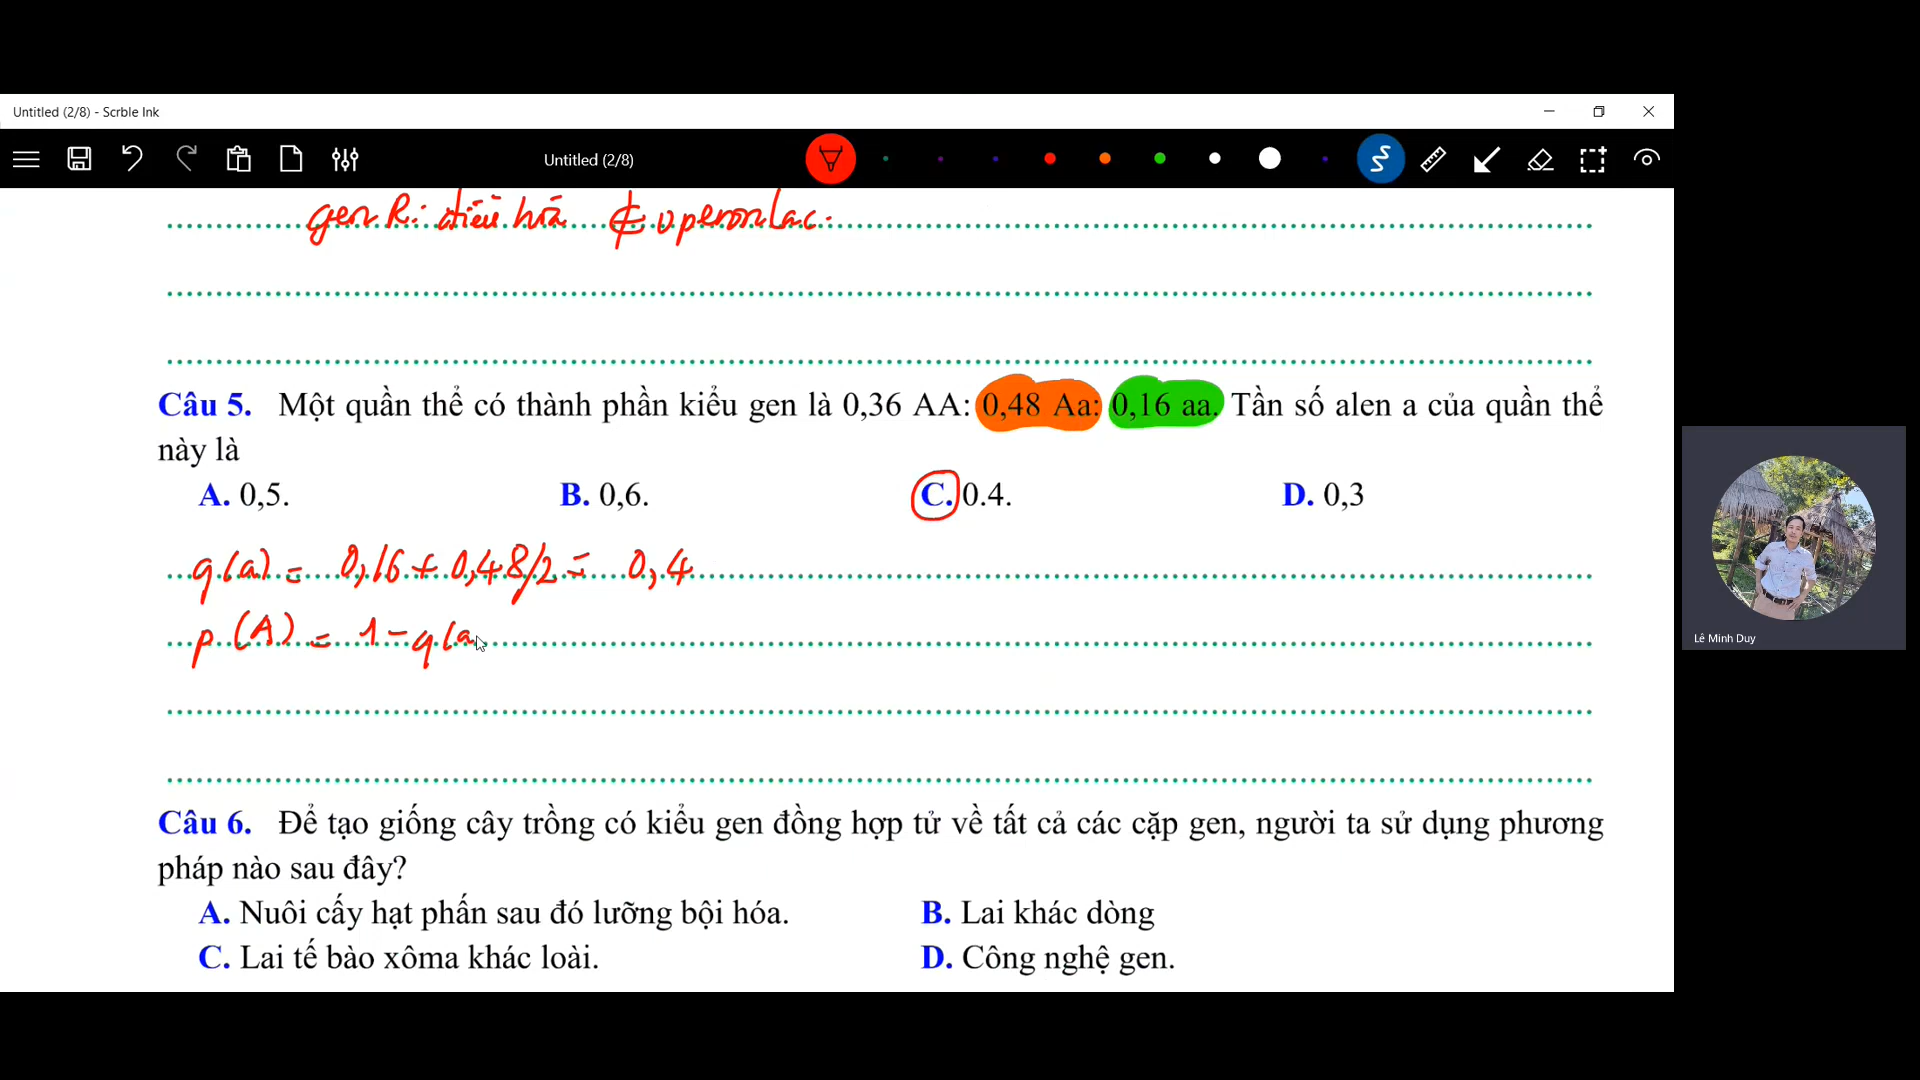 Untitled (2/8) - Scrble Ink
Untitled (2/8)
gen R: điều hòa ₵ operon Lac.
Câu 5. Một quần thể có thành phần kiểu gen là 0,36 AA: 0,48 Aa: 0,16 aa. Tần số alen a của quần thể
này là
A. 0,5. B. 0,6. C. 0.4. D. 0,3
q(a) = 0,16 + 0,48/2 = 0,4
p(A) = 1 - q(a
Câu 6. Để tạo giống cây trồng có kiểu gen đồng hợp tử về tất cả các cặp gen, người ta sử dụng phương
pháp nào sau đây?
A. Nuôi cấy hạt phấn sau đó lưỡng bội hóa. B. Lai khác dòng
C. Lai tế bào xôma khác loài. D. Công nghệ gen.
Lê Minh Duy